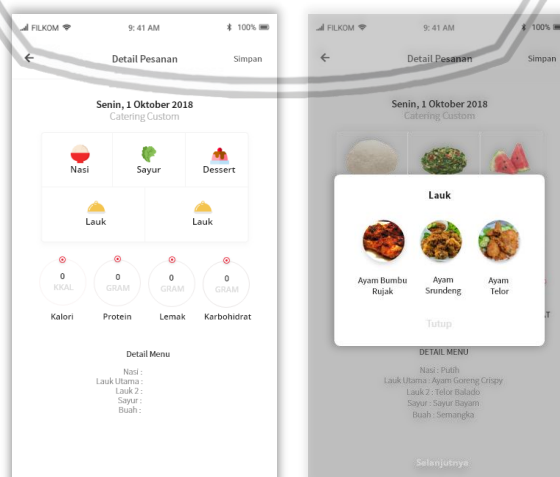 FILKOM 9: 41 AM 100%
Detail Pesanan Simpan
Senin, 1 Oktober 2018
Catering Custom
Nasi Sayur Dessert
Lauk Lauk
0 0 0 0
KKAL GRAM GRAM GRAM
Kalori Protein Lemak Karbohidrat
Detail Menu
Nasi :
Lauk Utama :
Lauk 2 :
Sayur :
Buah :
FILKOM 9: 41 AM 100%
Detail Pesanan Simpan
Senin, 1 Oktober 2018
Catering Custom
Lauk
Ayam Bumbu Rujak
Ayam Srundeng
Ayam Telor
Tutup
DETAIL MENU
Nasi : Putih
Lauk Utama : Ayam Goreng Crispy
Lauk 2 : Telor Balado
Sayur : Sayur Bayam
Buah : Semangka
Selanjutnya